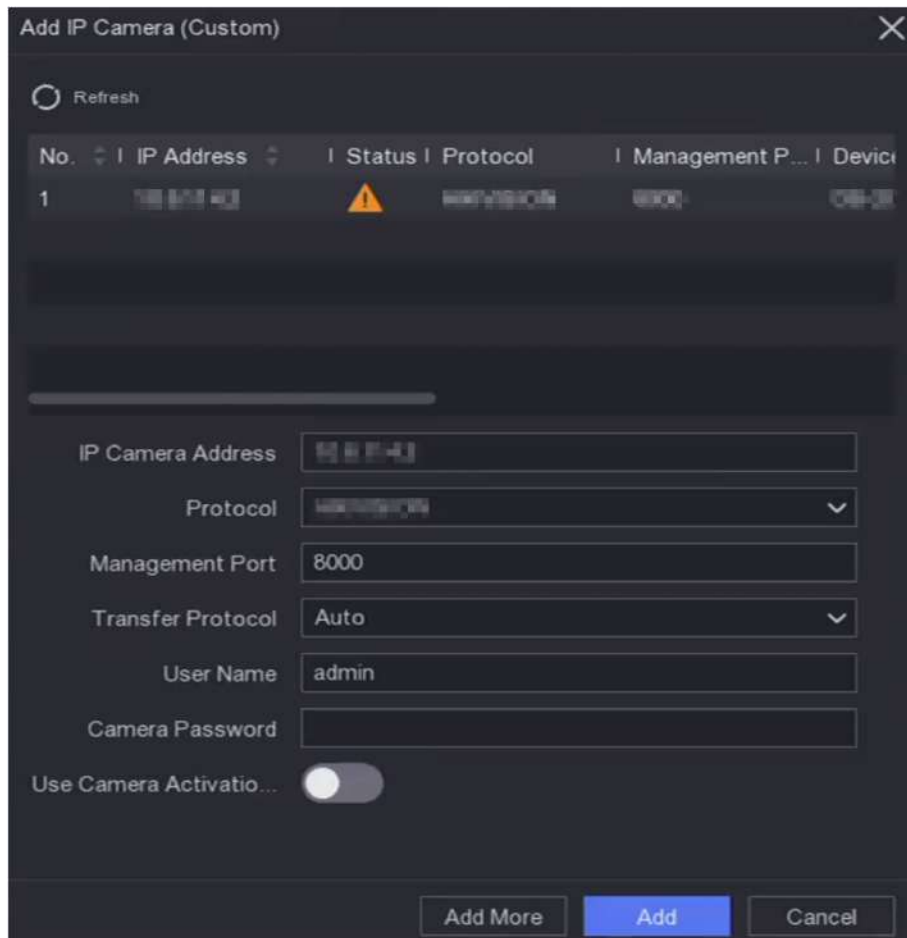 Add IP Camera (Custom)
Refresh
No. IP Address Status Protocol Management P... Device
1
IP Camera Address
Protocol
Management Port 8000
Transfer Protocol Auto
User Name admin
Camera Password
Use Camera Activatio...
Add More Add Cancel